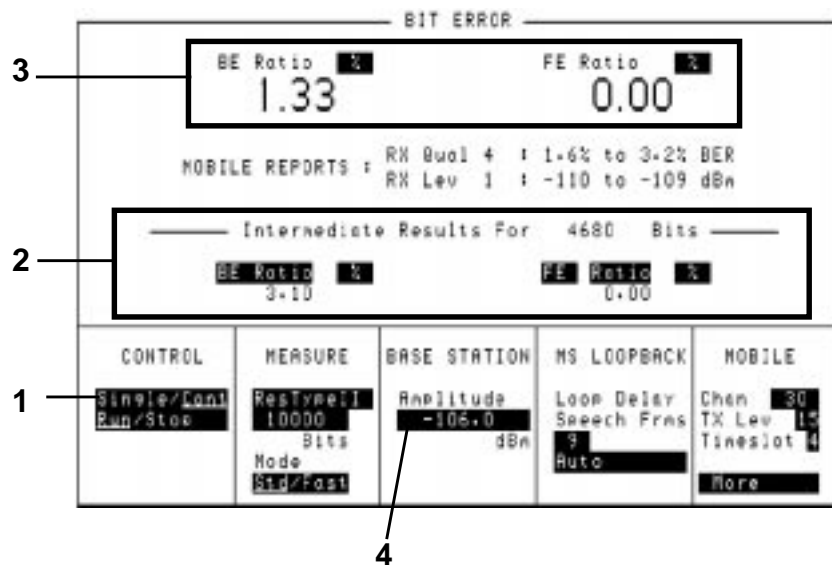 BIT ERROR
3
BE Ratio %
1.33
FE Ratio %
0.00
MOBILE REPORTS :
RX Qual 4 : 1.6% to 3.2% BER
RX Lev 1 : -110 to -109 dBm
2
Intermediate Results For 4680 Bits
BE Ratio %
3.10
FE Ratio %
0.00
1
CONTROL
Single/Cont
Run/Stop
MEASURE
ResTypeII
10000
Bits
Mode
Std/Fast
BASE STATION
Amplitude
-106.0
dBm
MS LOOPBACK
Loop Delay
Speech Frms
9
Auto
MOBILE
Chan 30
TX Lev 15
Timeslot 4
More
4